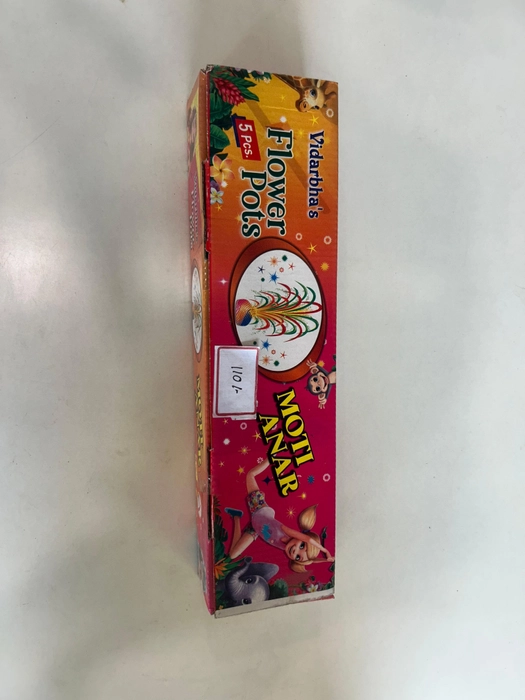 Vidarbha's
Flower
Pots
5 Pcs.
110/-
MOTI
ANAR